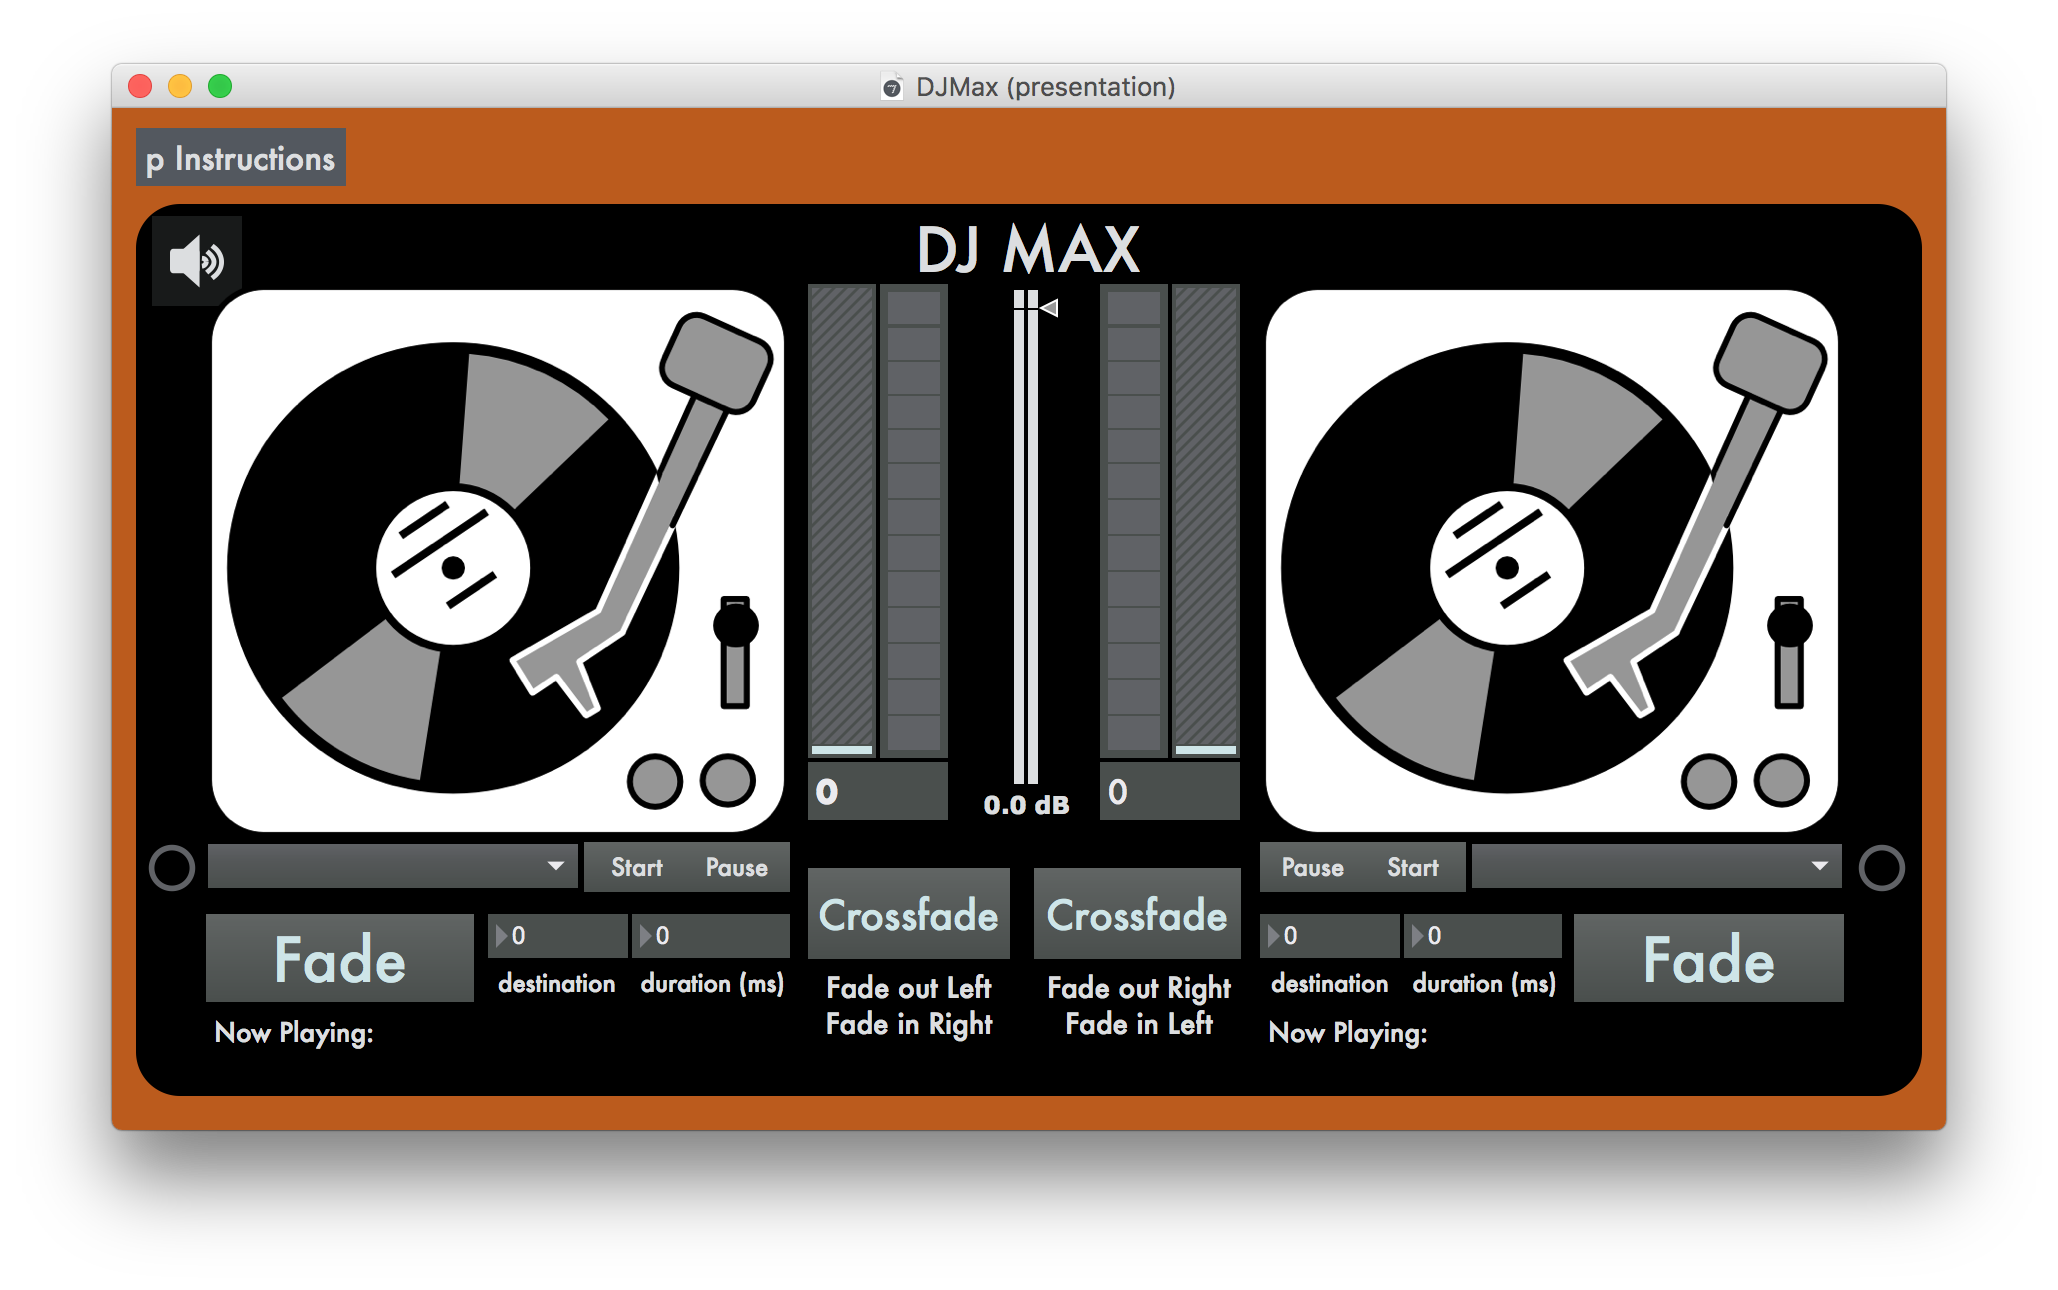 DJMax (presentation)
p Instructions
DJ MAX
0
0.0 dB
0
Start Pause
Pause Start
Crossfade
Crossfade
Fade
0
0
0
0
Fade
destination
duration (ms)
Fade out Left
Fade in Right
Fade out Right
Fade in Left
destination
duration (ms)
Now Playing:
Now Playing: